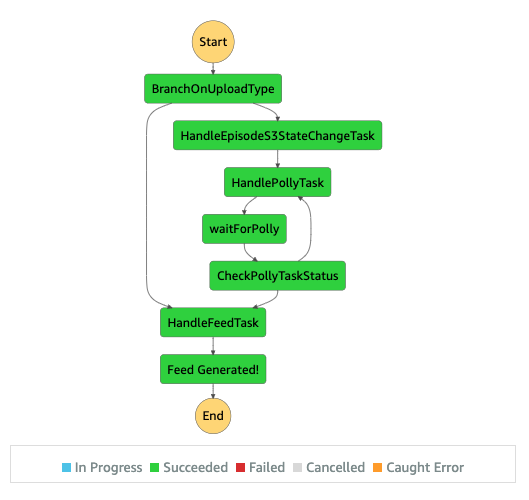 Start
BranchOnUploadType
HandleEpisodeS3StateChangeTask
HandlePollyTask
waitForPolly
CheckPollyTaskStatus
HandleFeedTask
Feed Generated!
End
In Progress Succeeded Failed Cancelled Caught Error